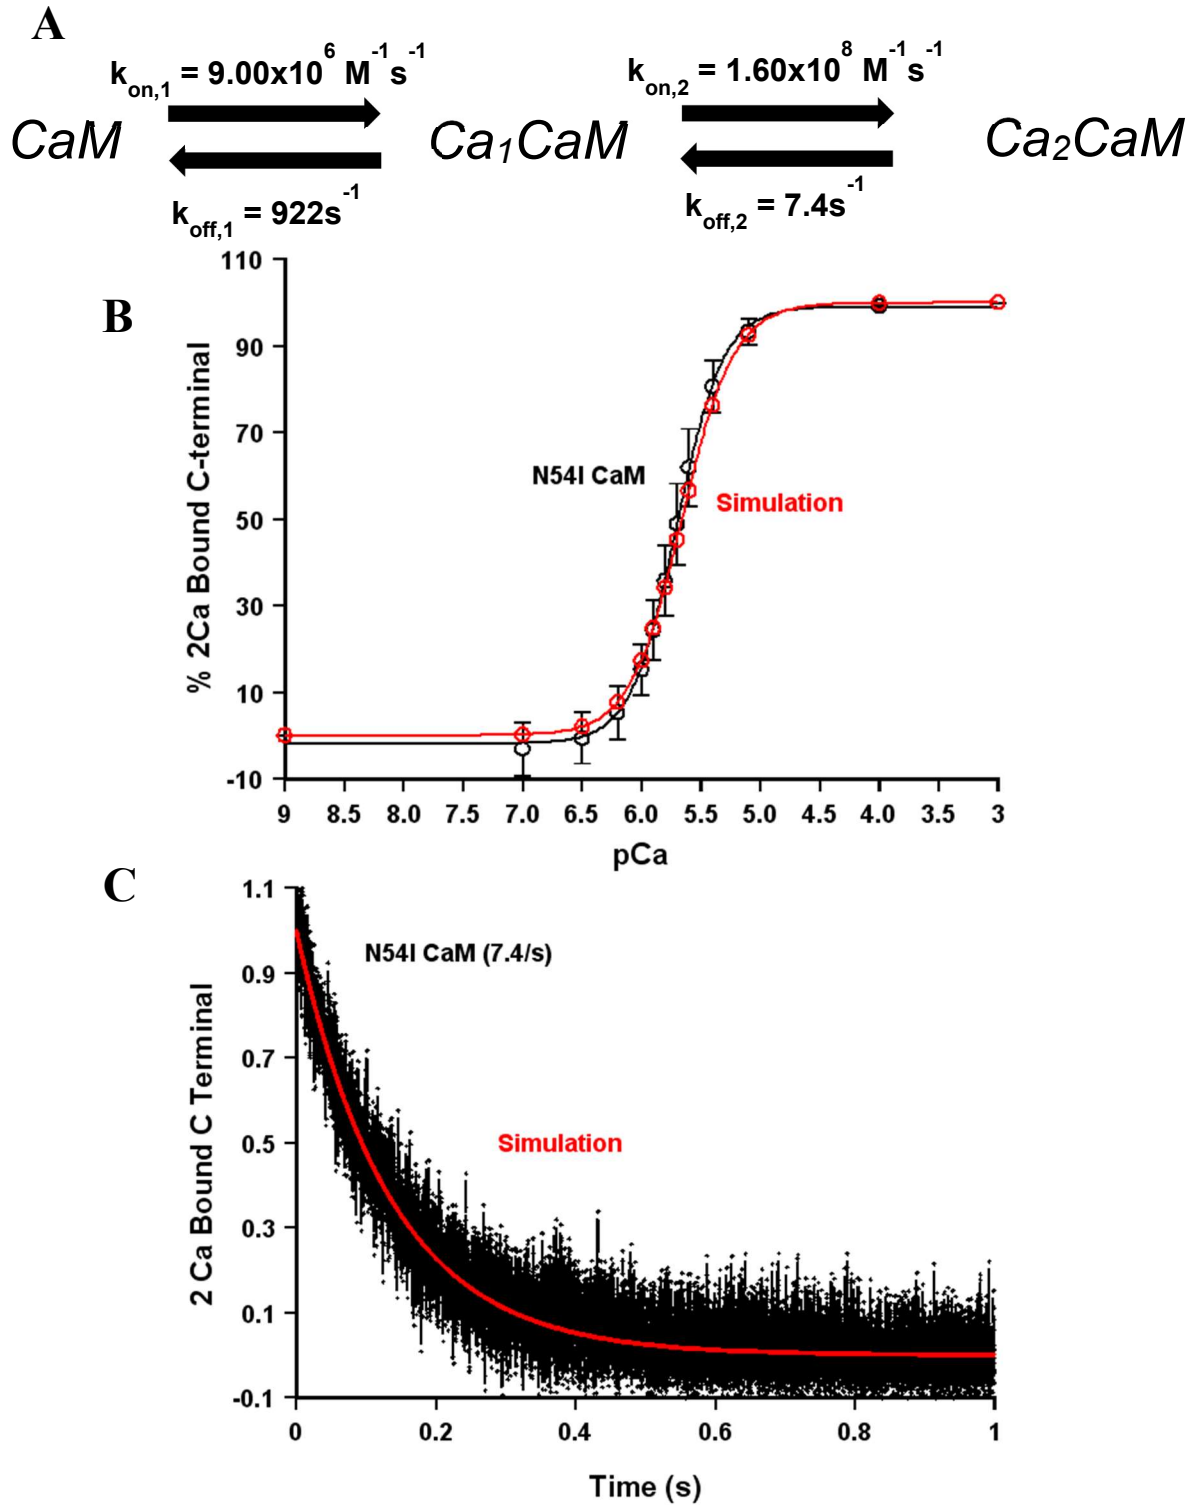 A
k_on,1 = 9.00x10^6 M^-1 s^-1
k_on,2 = 1.60x10^8 M^-1 s^-1
CaM
Ca₁CaM
Ca₂CaM
k_off,1 = 922s^-1
k_off,2 = 7.4s^-1
B
% 2Ca Bound C-terminal
110
90
70
50
30
10
-10
N54I CaM
Simulation
9 8.5 8.0 7.5 7.0 6.5 6.0 5.5 5.0 4.5 4.0 3.5 3
pCa
C
2 Ca Bound C Terminal
1.1
0.9
0.7
0.5
0.3
0.1
-0.1
N54I CaM (7.4/s)
Simulation
0 0.2 0.4 0.6 0.8 1
Time (s)